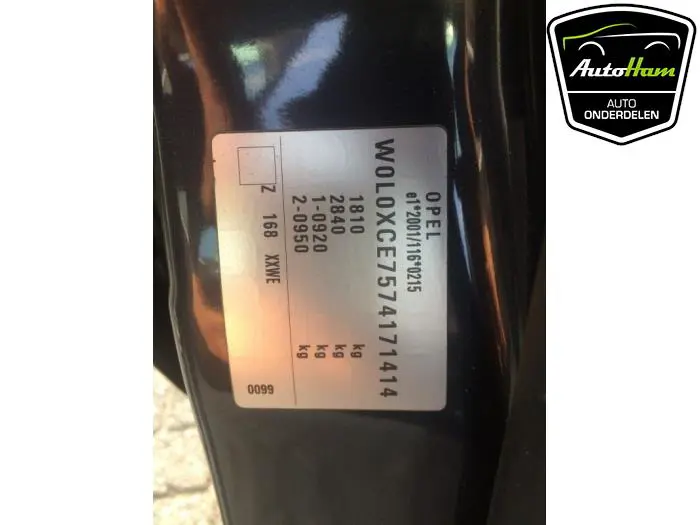 AutoHam
AUTO
ONDERDELEN
OPEL
e1*2001/116*0215
W0L0XCE7574171414
1810 kg
2840 kg
1-0920 kg
2-0950 kg
Z 168 XXWE
0099